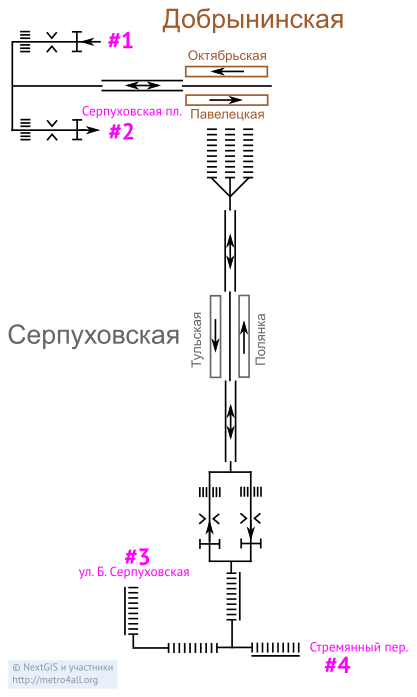 Добрынинская
#1
Октябрьская
Серпуховская пл.
#2
Павелецкая
Серпуховская
Тульская
Полянка
#3
ул. Б. Серпуховская
Стремянный пер.
#4
© NextGIS и участники
http://metro4all.org